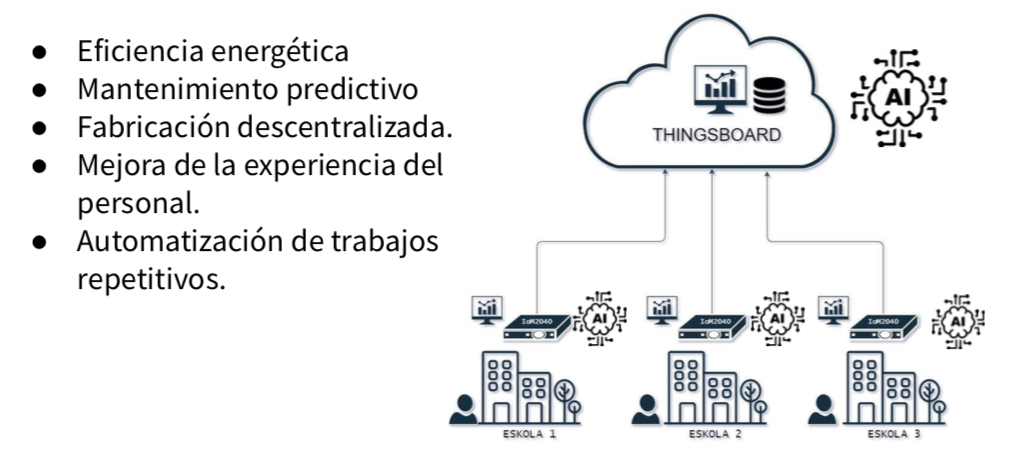 ● Eficiencia energética
● Mantenimiento predictivo
● Fabricación descentralizada.
● Mejora de la experiencia del
personal.
● Automatización de trabajos
repetitivos.
THINGSBOARD
AI
IoM2040
AI
IoM2040
AI
IoM2040
AI
ESKOLA 1
ESKOLA 2
ESKOLA 3